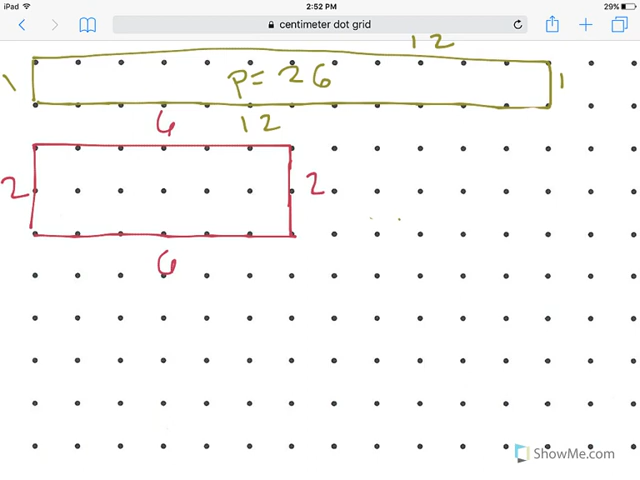 iPad
2:52 PM
29%
centimeter dot grid
12
1 P=26 1
12
6
2 2
6
ShowMe.com